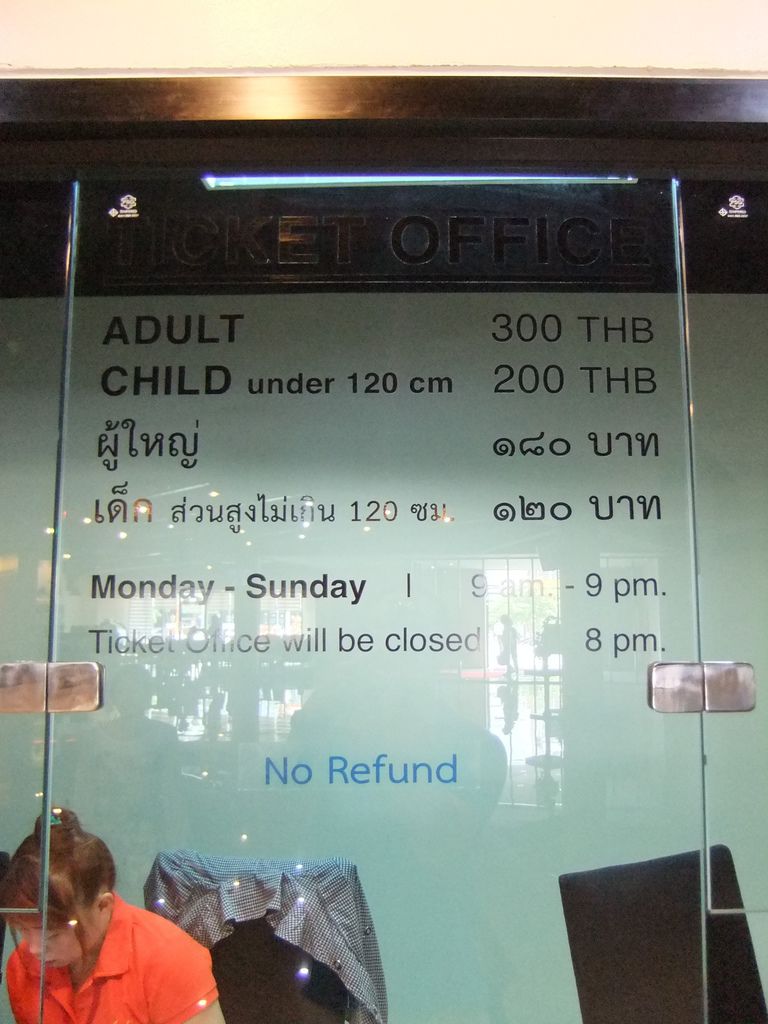 TICKET OFFICE
ADULT 300 THB
CHILD under 120 cm 200 THB
ผู้ใหญ่ ๑๘๐ บาท
เด็ก ส่วนสูงไม่เกิน 120 ซม. ๑๒๐ บาท
Monday - Sunday | 9 am. - 9 pm.
Ticket Office will be closed 8 pm.
No Refund